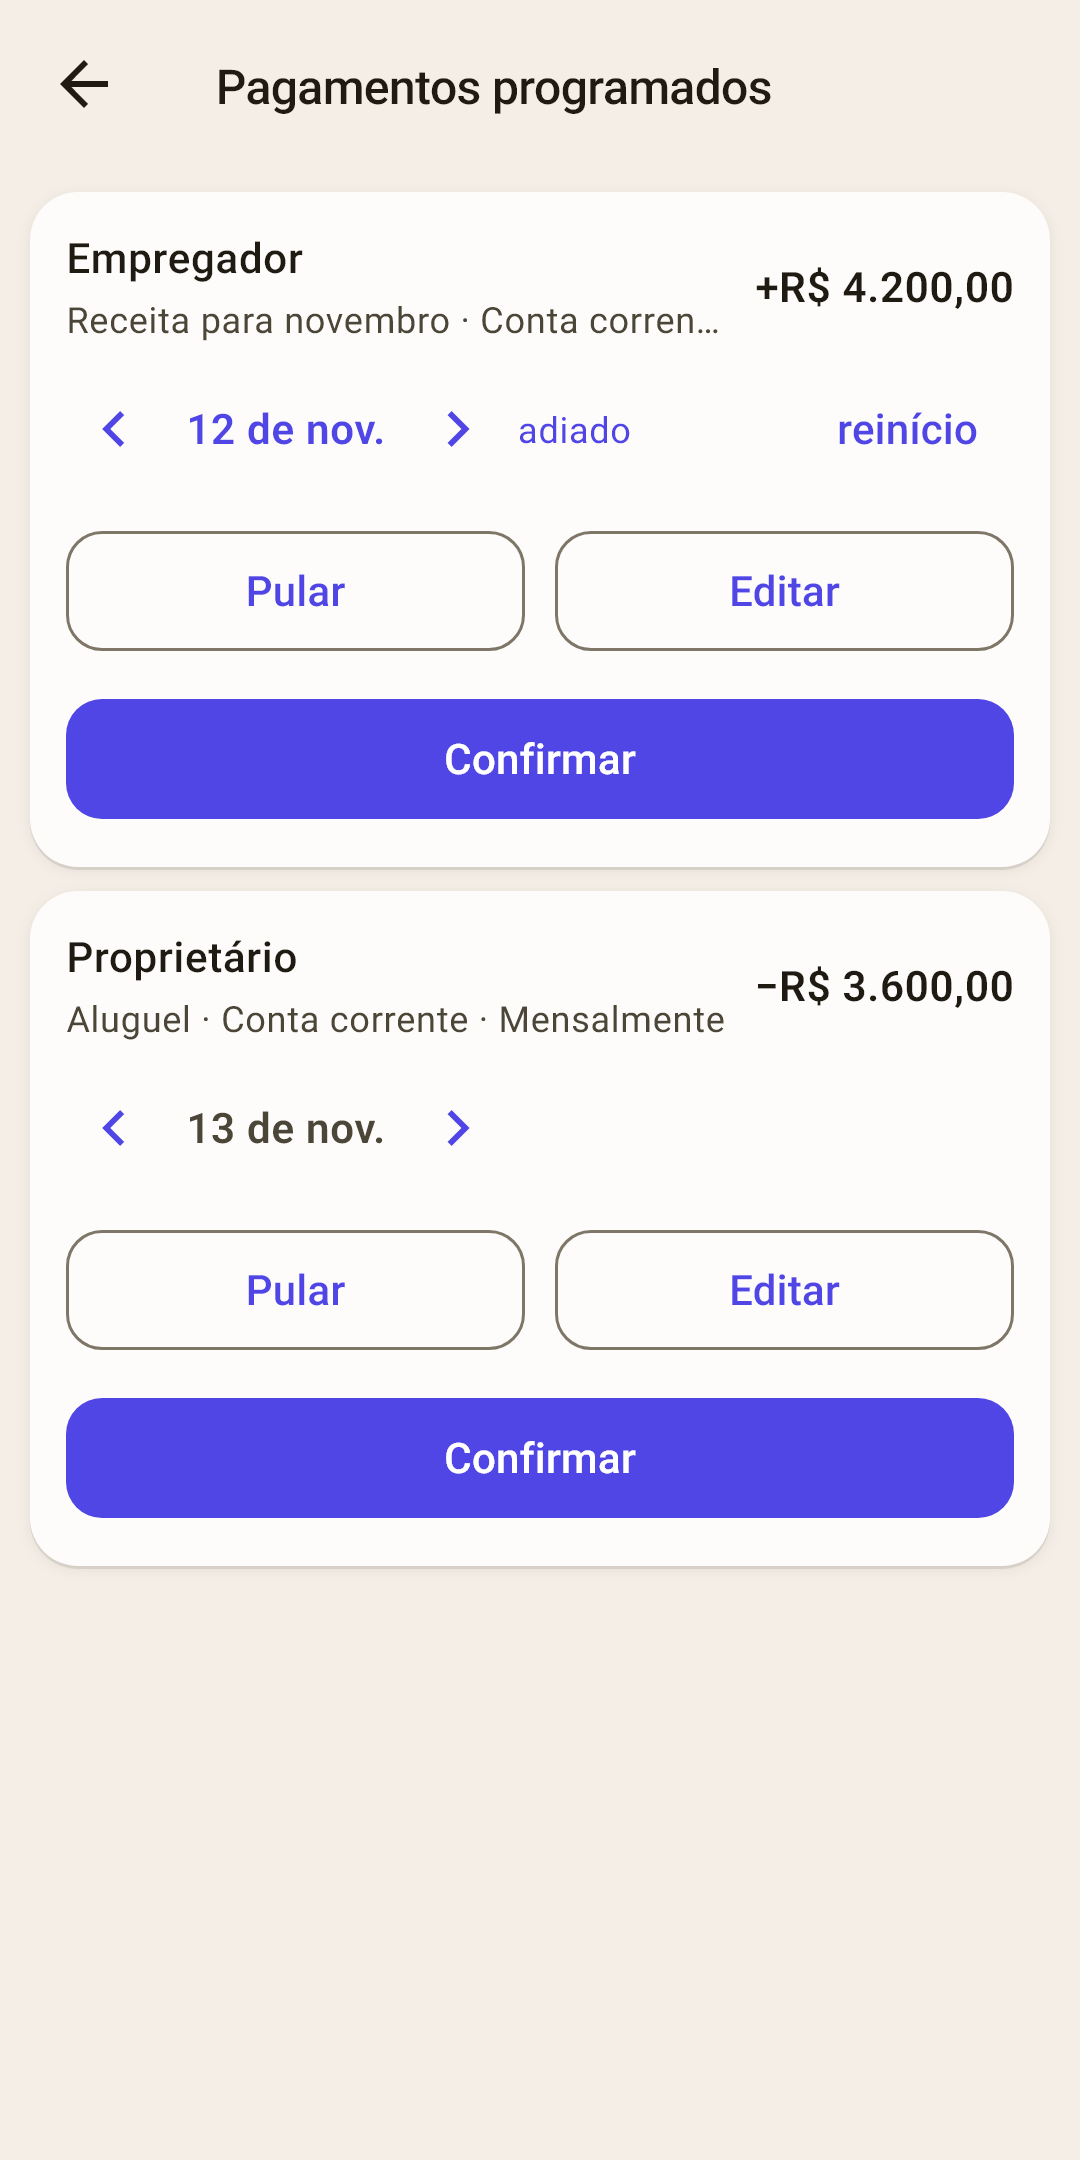 Pagamentos programados
Empregador
+R$ 4.200,00
Receita para novembro · Conta corren…
12 de nov.
adiado
reinício
Pular
Editar
Confirmar
Proprietário
−R$ 3.600,00
Aluguel · Conta corrente · Mensalmente
13 de nov.
Pular
Editar
Confirmar